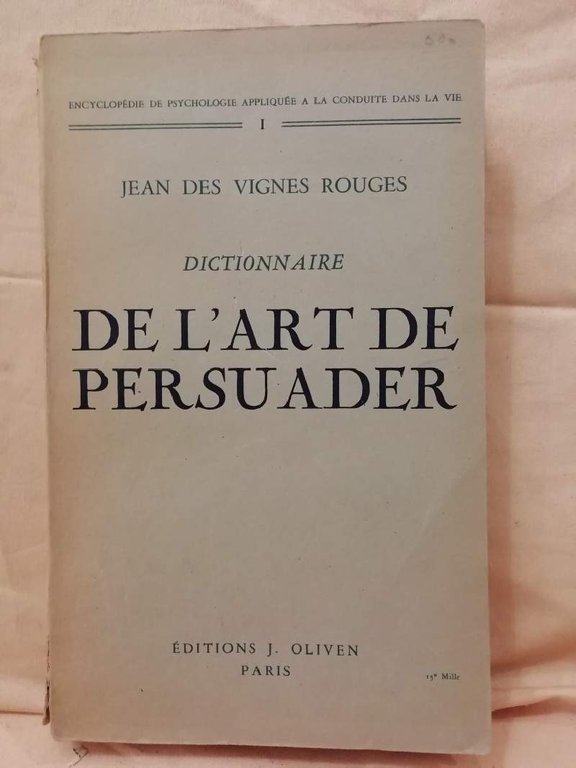 ENCYCLOPÉDIE DE PSYCHOLOGIE APPLIQUÉE A LA CONDUITE DANS LA VIE
I
JEAN DES VIGNES ROUGES
DICTIONNAIRE
DE L'ART DE
PERSUADER
ÉDITIONS J. OLIVEN
PARIS
15e Mille